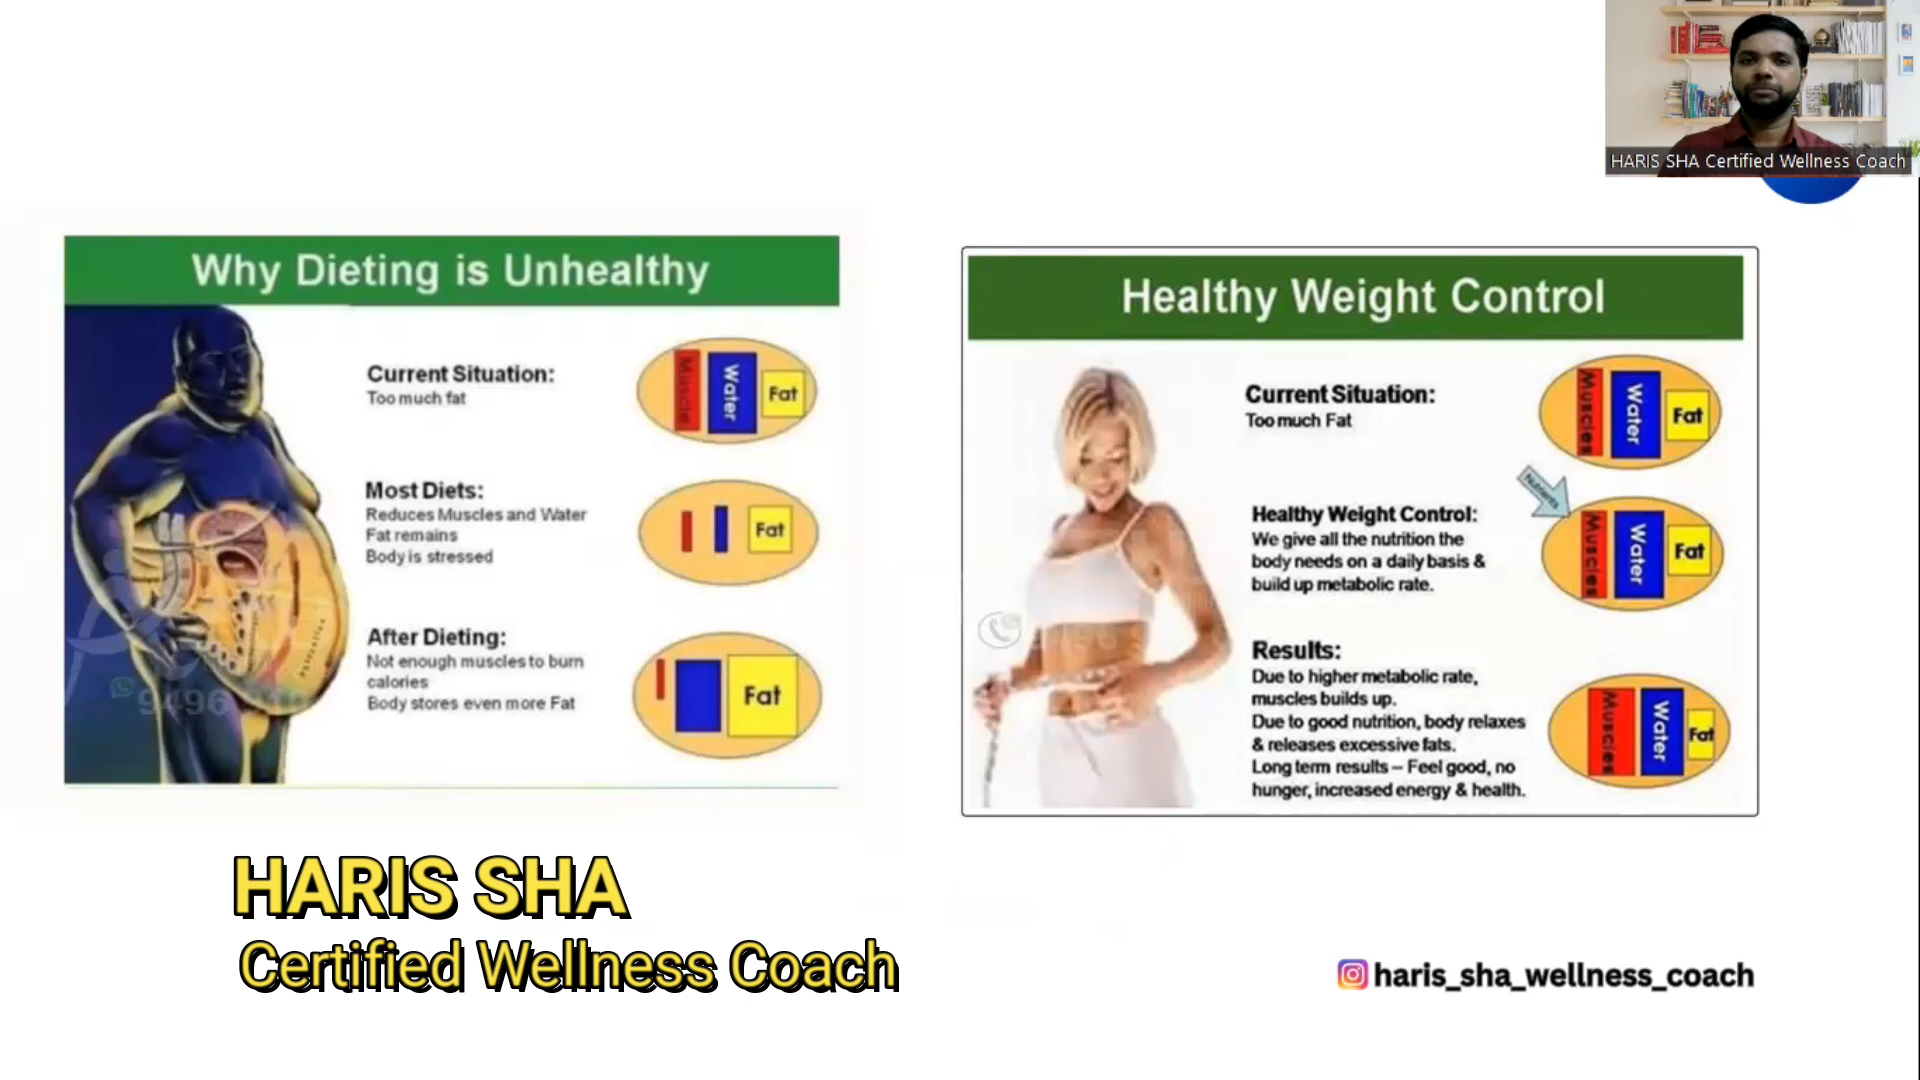 HARIS SHA Certified Wellness Coach
Why Dieting is Unhealthy
Current Situation:
Too much fat
Muscle
Water
Fat
Most Diets:
Reduces Muscles and Water
Fat remains
Body is stressed
Fat
After Dieting:
Not enough muscles to burn
calories
Body stores even more Fat
Fat
Healthy Weight Control
Current Situation:
Too much Fat
Muscles
Water
Fat
Healthy Weight Control:
We give all the nutrition the
body needs on a daily basis &
build up metabolic rate.
Nutrients
Muscles
Water
Fat
Results:
Due to higher metabolic rate,
muscles builds up.
Due to good nutrition, body relaxes
& releases excessive fats.
Long term results – Feel good, no
hunger, increased energy & health.
Muscles
Water
Fat
HARIS SHA
Certified Wellness Coach
haris_sha_wellness_coach